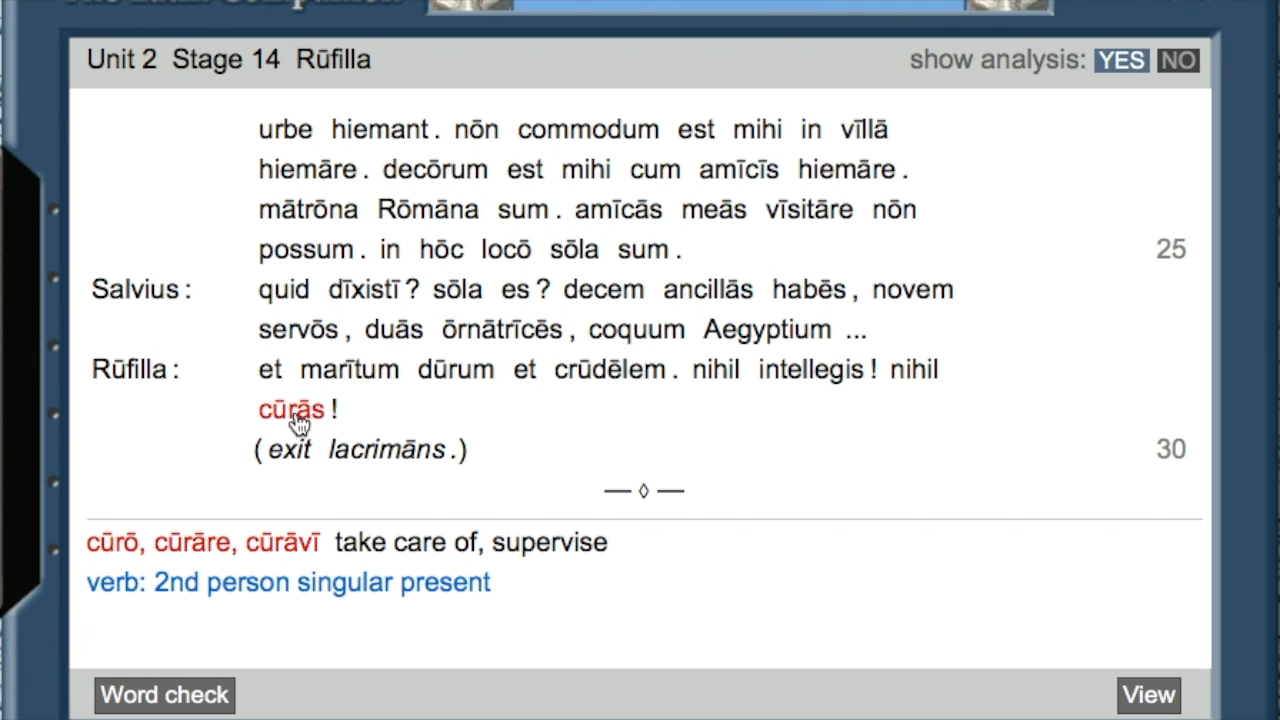 Unit 2 Stage 14 Rūfilla
show analysis: YES NO
urbe hiemant. nōn commodum est mihi in vīllā
hiemāre. decōrum est mihi cum amīcīs hiemāre.
mātrōna Rōmāna sum. amīcās meās vīsitāre nōn
possum. in hōc locō sōla sum. 25
Salvius: quid dīxistī? sōla es? decem ancillās habēs, novem
servōs, duās ōrnātrīcēs, coquum Aegyptium ...
Rūfilla: et marītum dūrum et crūdēlem. nihil intellegis! nihil
cūrās!
(exit lacrimāns.) 30
cūrō, cūrāre, cūrāvī take care of, supervise
verb: 2nd person singular present
Word check
View